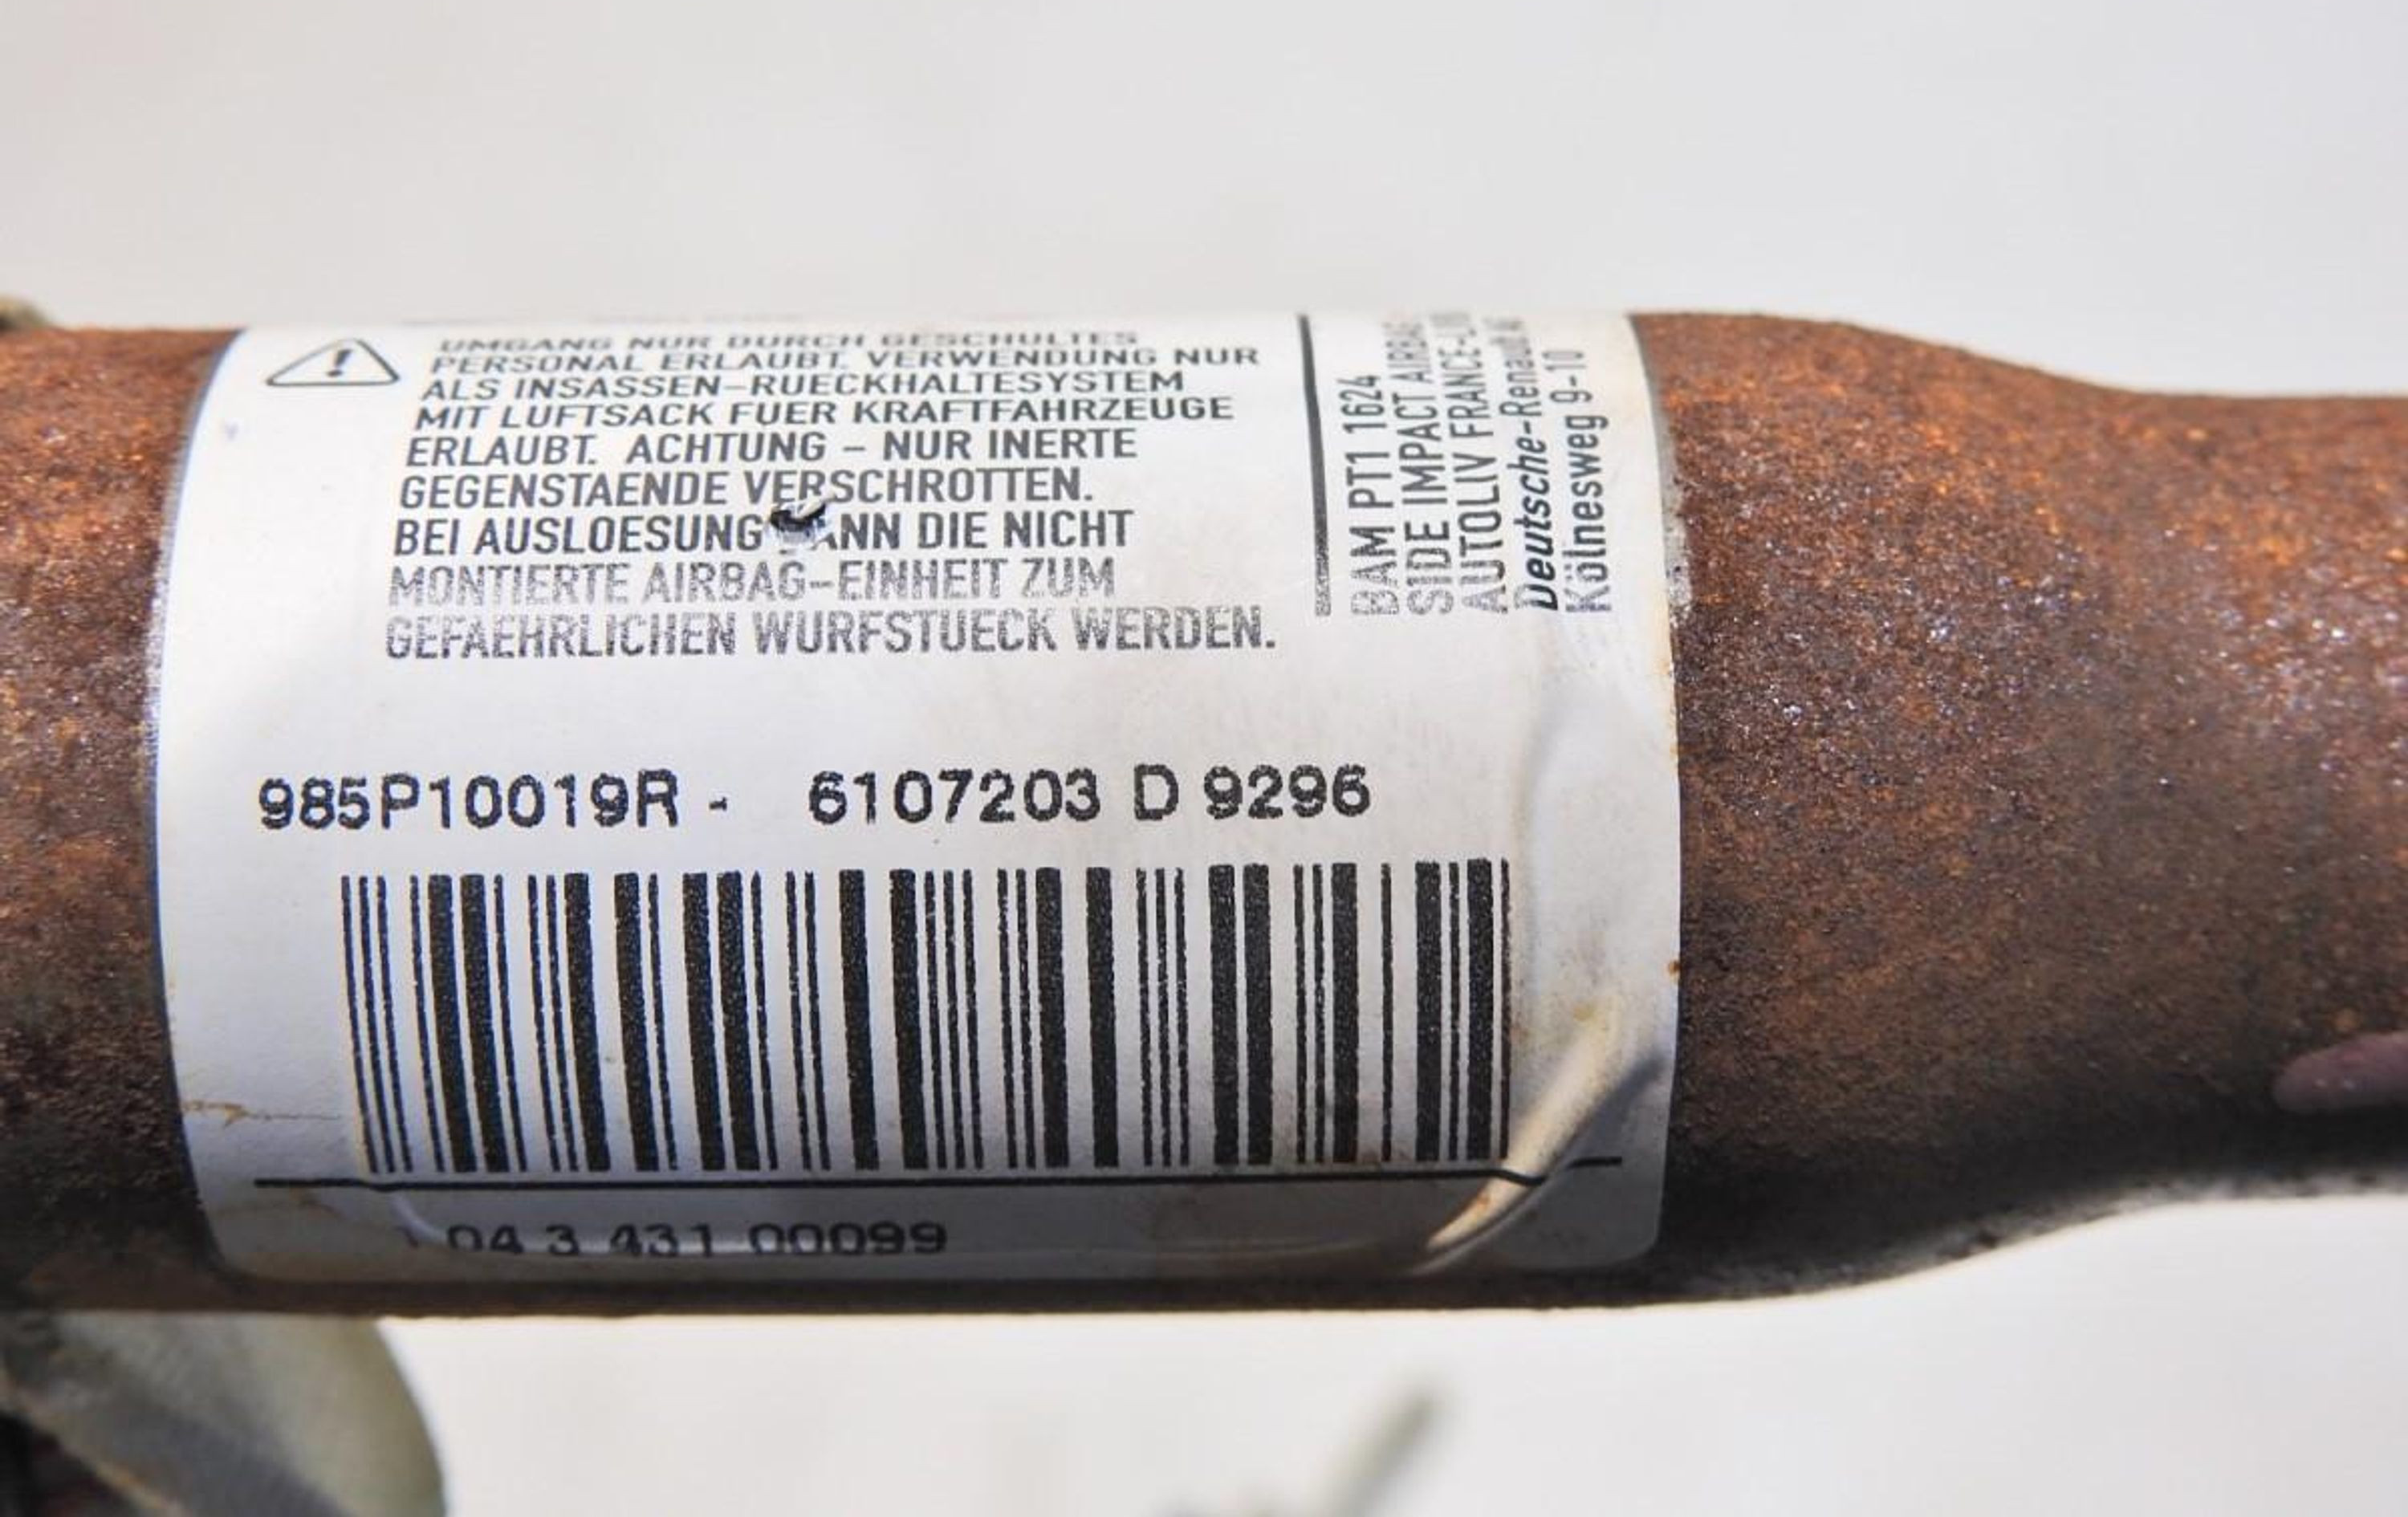 UMGANG NUR DURCH GESCHULTES
PERSONAL ERLAUBT. VERWENDUNG NUR
ALS INSASSEN-RUECKHALTESYSTEM
MIT LUFTSACK FUER KRAFTFAHRZEUGE
ERLAUBT. ACHTUNG - NUR INERTE
GEGENSTAENDE VERSCHROTTEN.
BEI AUSLOESUNG DIE NICHT
MONTIERTE AIRBAG-EINHEIT ZUM
GEFAEHRLICHEN WURFSTUECK WERDEN.
BAM PT1 1624
SIDE IMPACT AIRBAG
AUTOLIV FRANCE
Deutsche-Renault
Kölnesweg 9-10
985P10019R - 6107203 D 9296
04 3 431 00099